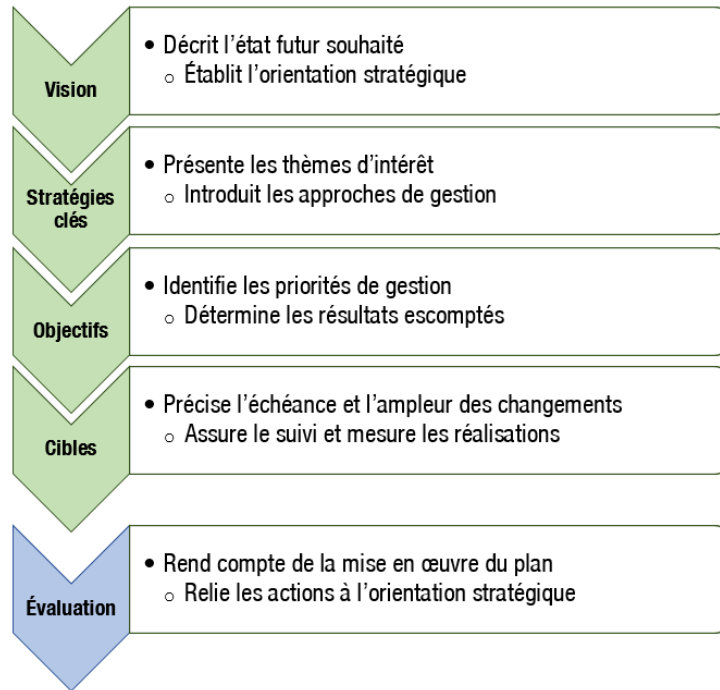 Vision
• Décrit l’état futur souhaité
o Établit l’orientation stratégique
Stratégies
clés
• Présente les thèmes d’intérêt
o Introduit les approches de gestion
Objectifs
• Identifie les priorités de gestion
o Détermine les résultats escomptés
Cibles
• Précise l’échéance et l’ampleur des changements
o Assure le suivi et mesure les réalisations
Évaluation
• Rend compte de la mise en œuvre du plan
o Relie les actions à l’orientation stratégique